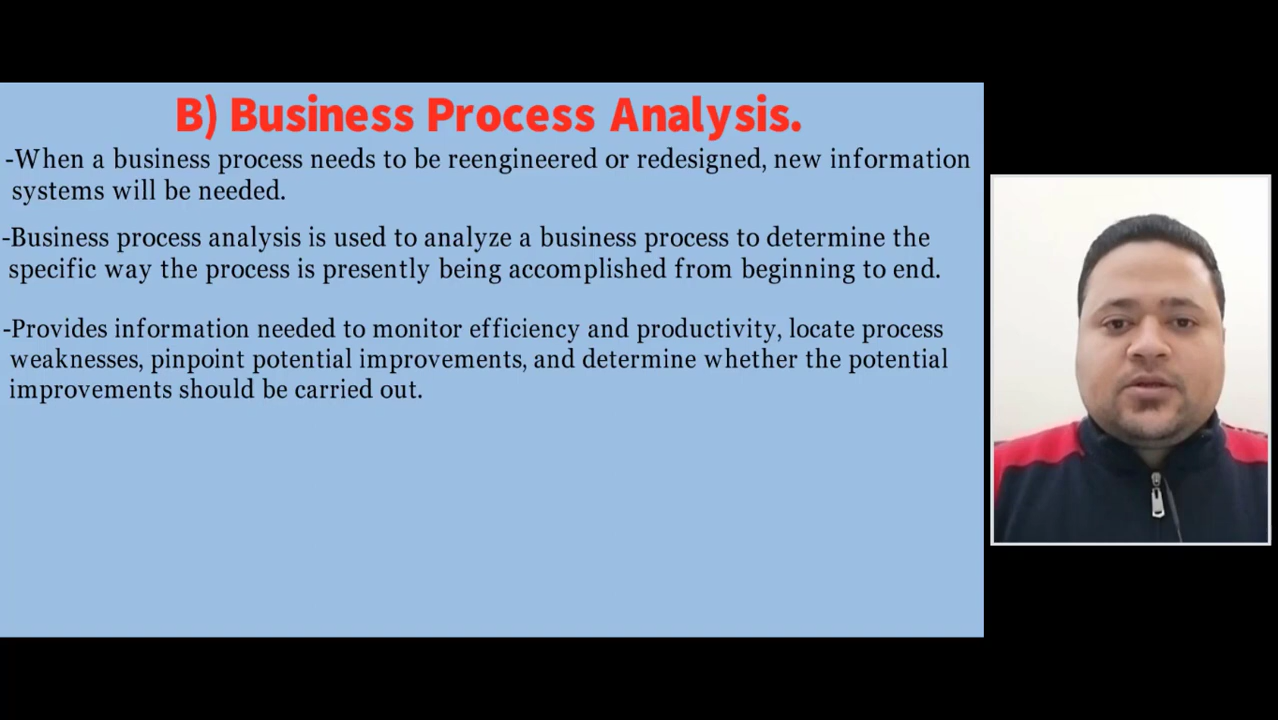 B) Business Process Analysis.
-When a business process needs to be reengineered or redesigned, new information
systems will be needed.
-Business process analysis is used to analyze a business process to determine the
specific way the process is presently being accomplished from beginning to end.
-Provides information needed to monitor efficiency and productivity, locate process
weaknesses, pinpoint potential improvements, and determine whether the potential
improvements should be carried out.